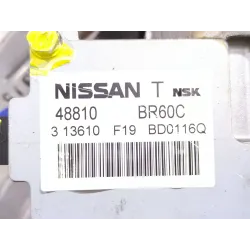 NISSAN T NSK
48810 BR60C
3 13610 F19 BD0116Q